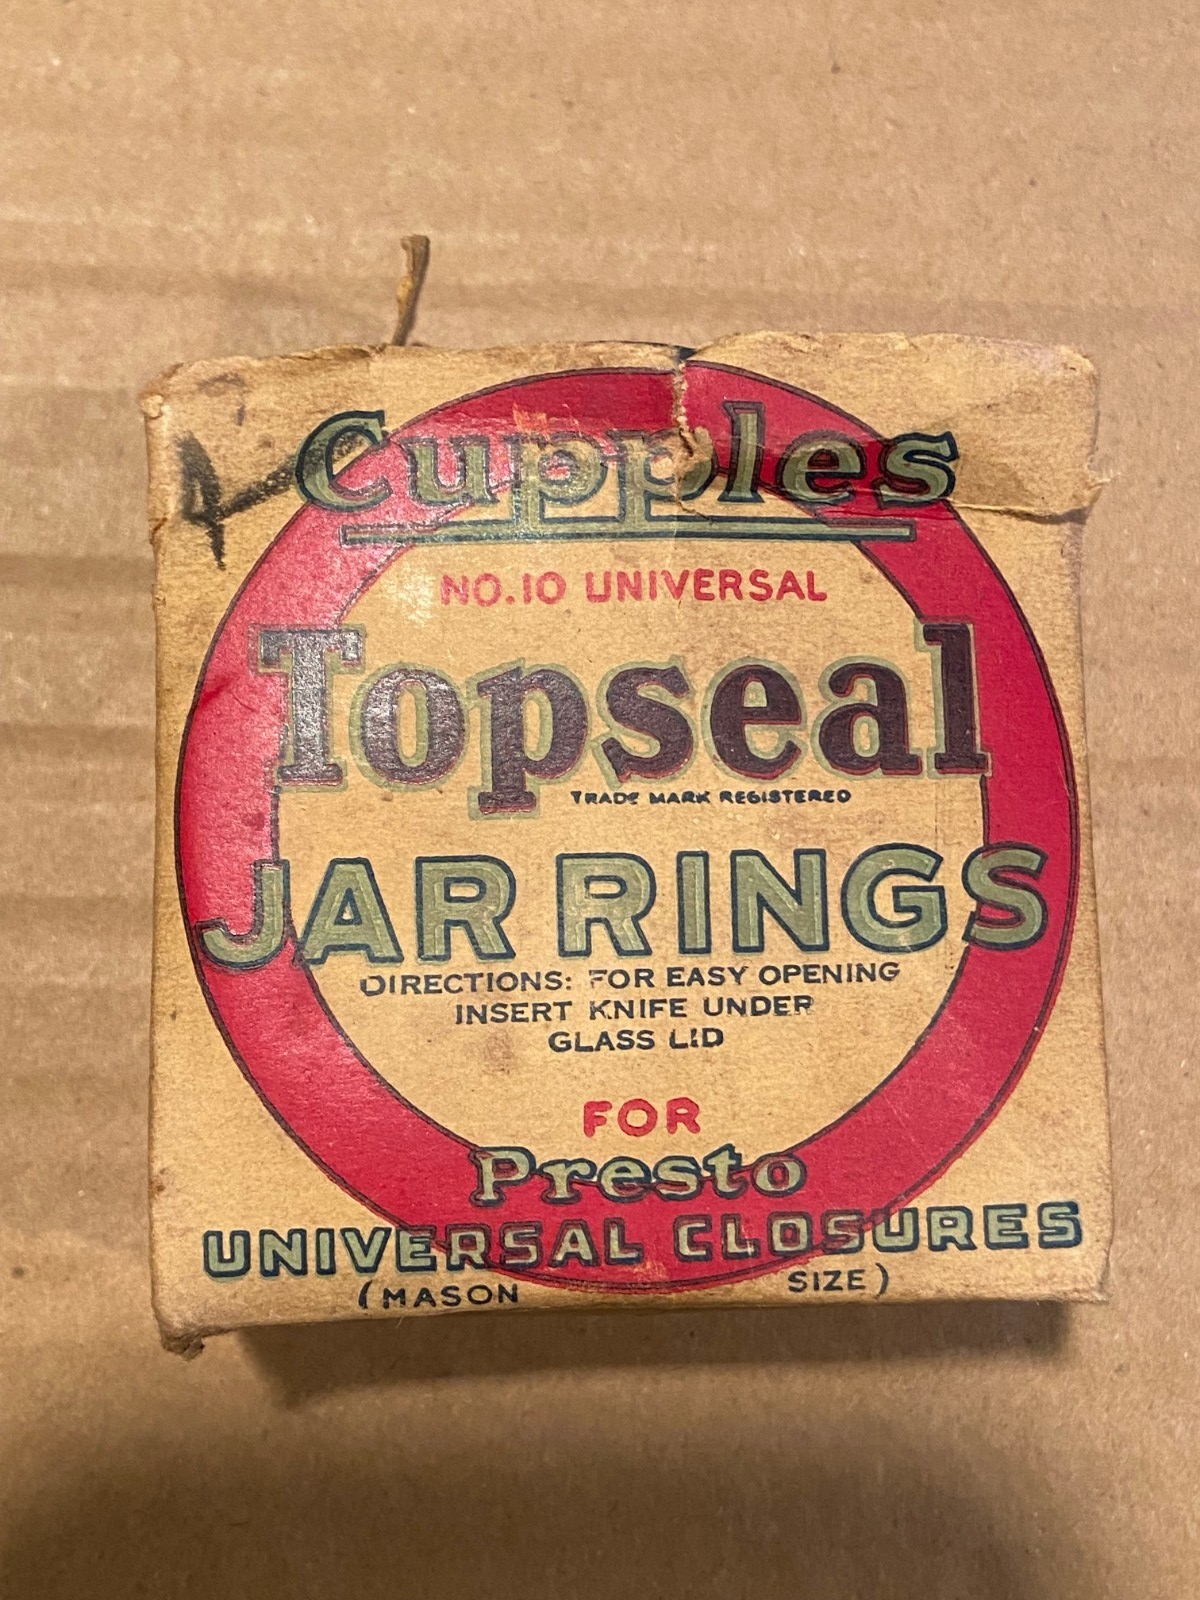 Cupples
NO. 10 UNIVERSAL
Topseal
TRADE MARK REGISTERED
JAR RINGS
DIRECTIONS: FOR EASY OPENING
INSERT KNIFE UNDER
GLASS LID
FOR
Presto
UNIVERSAL CLOSURES
(MASON SIZE)